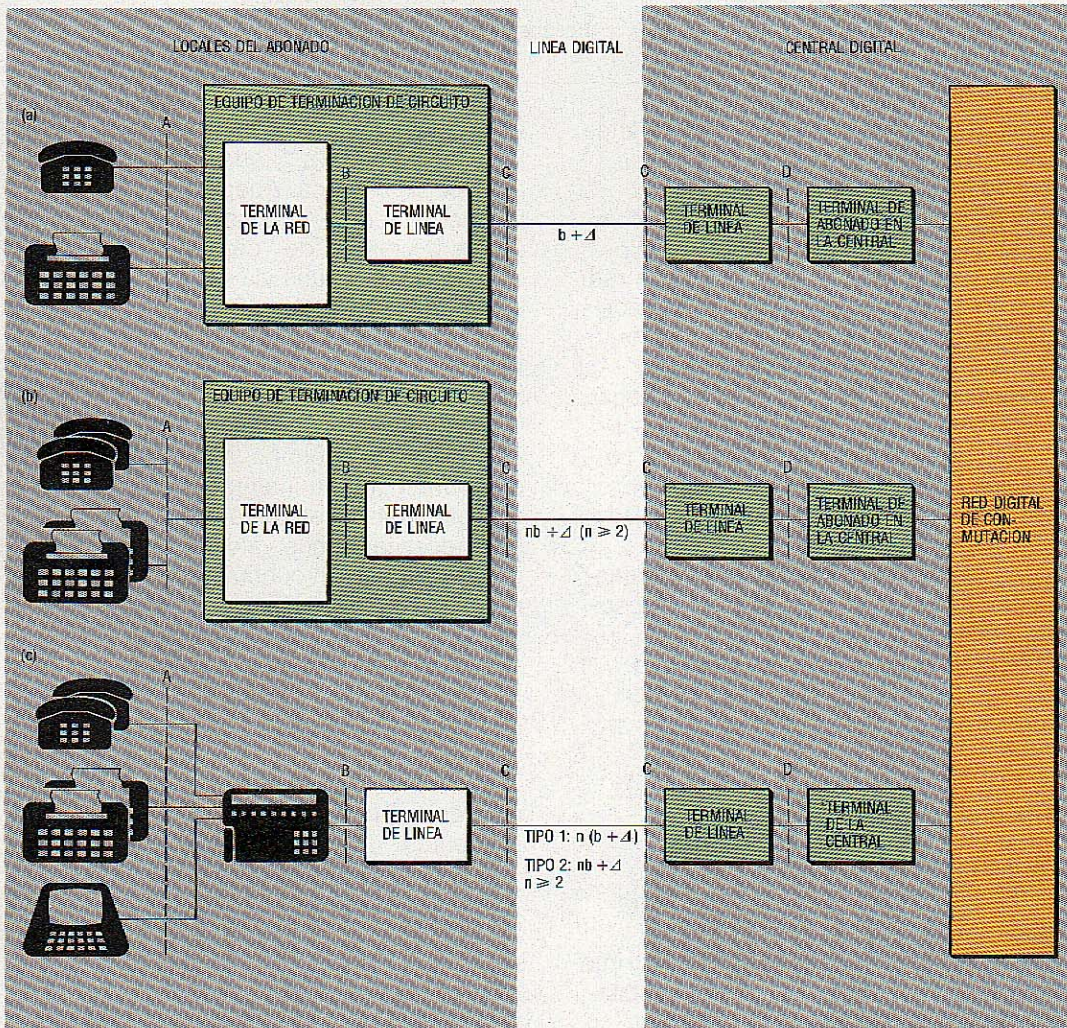 LOCALES DEL ABONADO
LINEA DIGITAL
CENTRAL DIGITAL
(a)
A
EQUIPO DE TERMINACION DE CIRCUITO
TERMINAL
DE LA RED
B
TERMINAL
DE LINEA
C
b + Δ
C
TERMINAL
DE LINEA
D
TERMINAL DE
ABONADO EN
LA CENTRAL
(b)
A
EQUIPO DE TERMINACION DE CIRCUITO
TERMINAL
DE LA RED
B
TERMINAL
DE LINEA
C
nb + Δ (n ⩾ 2)
C
TERMINAL
DE LINEA
D
TERMINAL DE
ABONADO EN
LA CENTRAL
RED DIGITAL
DE CON-
MUTACION
(c)
A
B
TERMINAL
DE LINEA
C
TIPO 1: n (b + Δ)
TIPO 2: nb + Δ
n ⩾ 2
C
TERMINAL
DE LINEA
D
TERMINAL
DE LA
CENTRAL